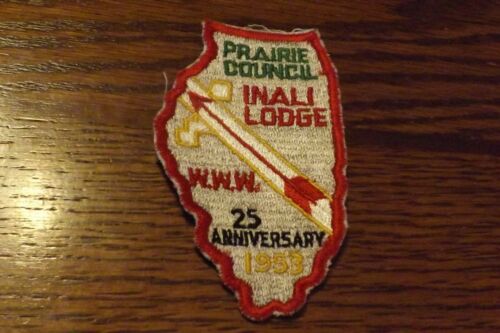 PRAIRIE
COUNCIL
INALI
LODGE
W.W.W.
25
ANNIVERSARY
1953